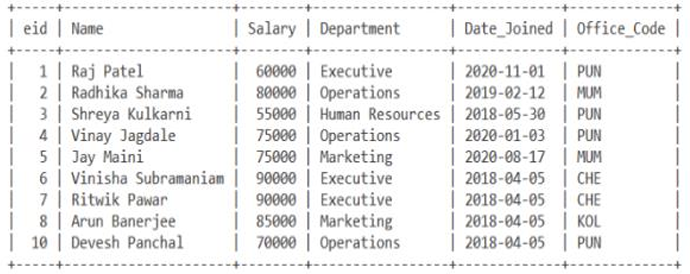 +-----+---------------------+--------+-----------------+-------------+-------------+
| eid | Name | Salary | Department | Date_Joined | Office_Code |
+-----+---------------------+--------+-----------------+-------------+-------------+
| 1 | Raj Patel | 60000 | Executive | 2020-11-01 | PUN |
| 2 | Radhika Sharma | 80000 | Operations | 2019-02-12 | MUM |
| 3 | Shreya Kulkarni | 55000 | Human Resources | 2018-05-30 | PUN |
| 4 | Vinay Jagdale | 75000 | Operations | 2020-01-03 | PUN |
| 5 | Jay Maini | 75000 | Marketing | 2020-08-17 | MUM |
| 6 | Vinisha Subramaniam | 90000 | Executive | 2018-04-05 | CHE |
| 7 | Ritwik Pawar | 90000 | Executive | 2018-04-05 | CHE |
| 8 | Arun Banerjee | 85000 | Marketing | 2018-04-05 | KOL |
| 10 | Devesh Panchal | 70000 | Operations | 2018-04-05 | PUN |
+-----+---------------------+--------+-----------------+-------------+-------------+